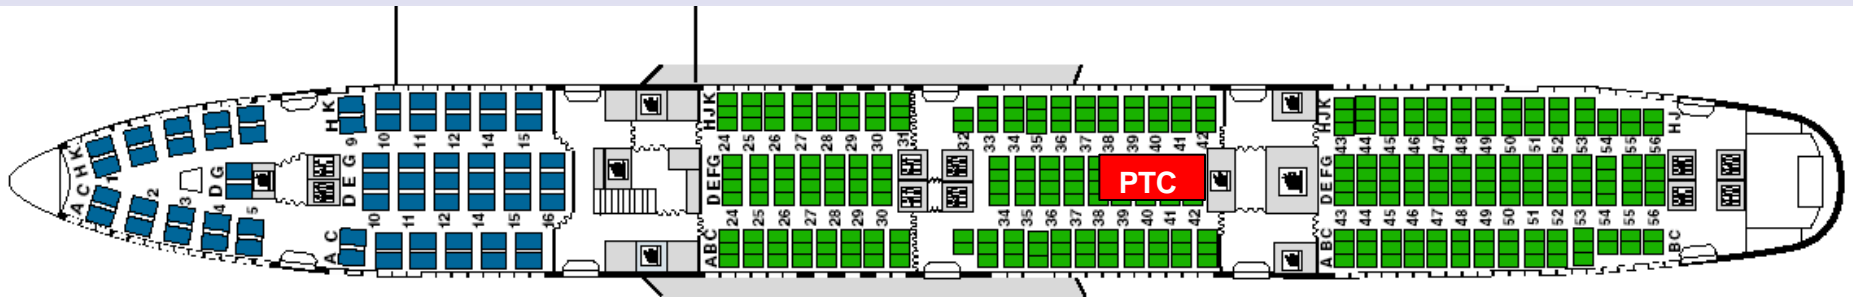 H K
10 11 12 14 15
H J K
24 25 26 27 28 29 30 31
32 33 34 35 36 37 38 39 40 41 42
H J K
43 44 45 46 47 48 49 50 51 52 53 54 55 56
H J
A C H K
1 2 3 4 5
D G
9
D E G
10 11 12 14 15 16
D E F G
24 25 26 27 28 29 30
34 35 36 37 38 39 40 41 42
PTC
D E F G
43 44 45 46 47 48 49 50 51 52 53 54 55 56
A C
A B C
A B C
B C